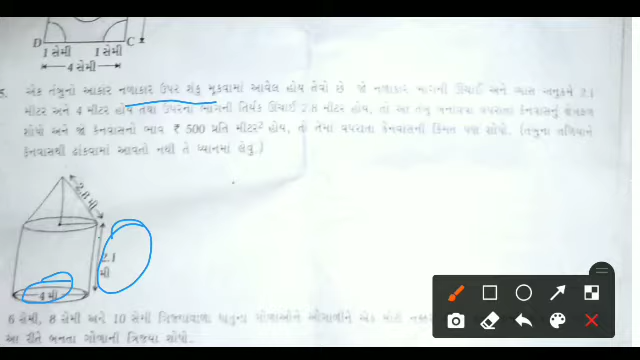 D C
1 સેમી 1 સેમી
4 સેમી
5. એક તંબુનો આકાર નળાકાર ઉપર શંકુ મૂકવામાં આવેલ હોય તેવો છે જો નળાકાર ભાગની ઊંચાઈ અને વ્યાસ અનુક્રમે 2.1
મીટર અને 4 મીટર હોય તથા ઉપરના ભાગની તિર્યક ઊંચાઈ 2.8 મીટર હોય, તો આ તંબુ બનાવવા વપરાતા કેનવાસનું ક્ષેત્રફળ
શોધો અને જો કેનવાસનો ભાવ ₹ 500 પ્રતિ મીટર² હોય, તો તેમાં વપરાતા કેનવાસની કિંમત પણ શોધો. (તંબુના તળિયાને
કેનવાસથી ઢાંકવામાં આવતો નથી તે ધ્યાનમાં લેવું.)
2.8 મી
2.1
મી
4 મી
6 સેમી, 8 સેમી અને 10 સેમી ત્રિજ્યાવાળા ધાતુના ગોળાઓને ઓગાળીને એક મોટો
આ રીતે બનતા ગોળાની ત્રિજ્યા શોધો.